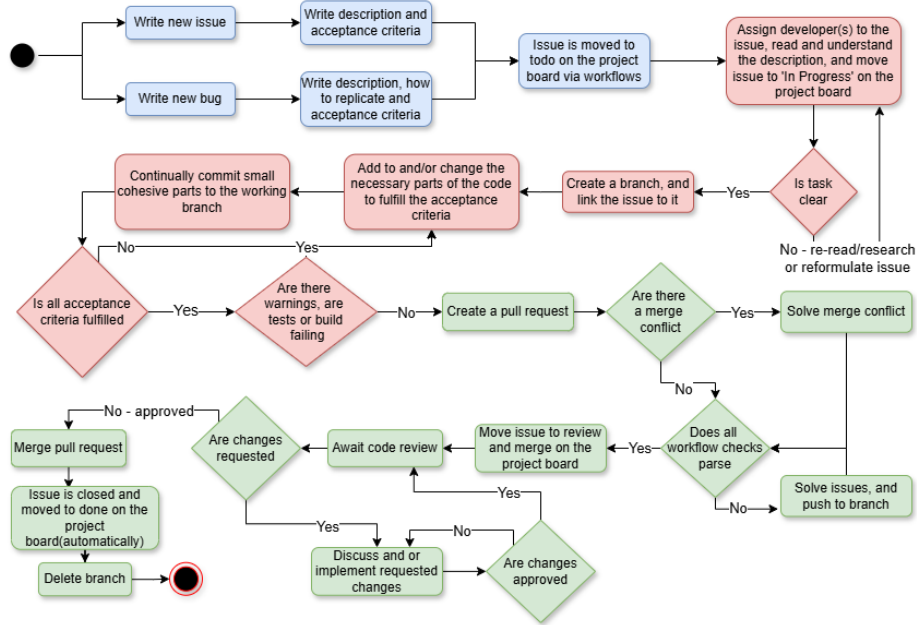 Write new issue
Write description and
acceptance criteria
Write new bug
Write description, how
to replicate and
acceptance criteria
Issue is moved to
todo on the project
board via workflows
Assign developer(s) to the
issue, read and understand
the description, and move
issue to 'In Progress' on the
project board
Is task
clear
No - re-read/research
or reformulate issue
Yes
Create a branch, and
link the issue to it
Add to and/or change the
necessary parts of the code
to fulfill the acceptance
criteria
Continually commit small
cohesive parts to the working
branch
No
Yes
Is all acceptance
criteria fulfilled
Yes
Are there
warnings, are
tests or build
failing
No
Create a pull request
Are there
a merge
conflict
Yes
Solve merge conflict
No
Does all
workflow checks
parse
No
Solve issues, and
push to branch
Yes
Move issue to review
and merge on the
project board
Await code review
Are changes
requested
Yes
Discuss and or
implement requested
changes
No
Are changes
approved
Yes
No - approved
Merge pull request
Issue is closed and
moved to done on the
project
board(automatically)
Delete branch